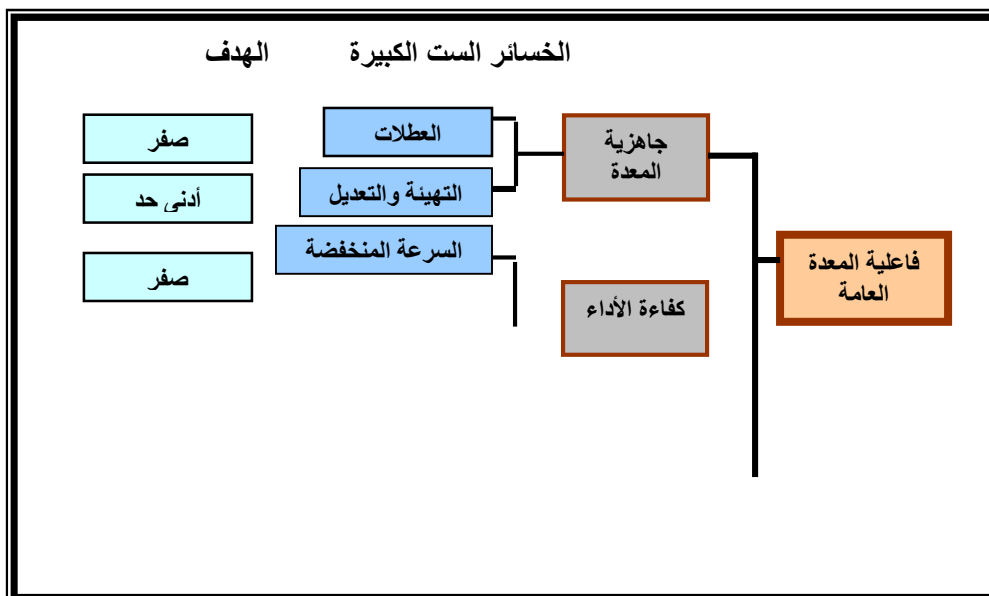 الخسائر الست الكبيرة
الهدف
فاعلية المعدة
العامة
جاهزية
المعدة
العطلات
صفر
التهيئة والتعديل
أدنى حد
كفاءة الأداء
السرعة المنخفضة
صفر